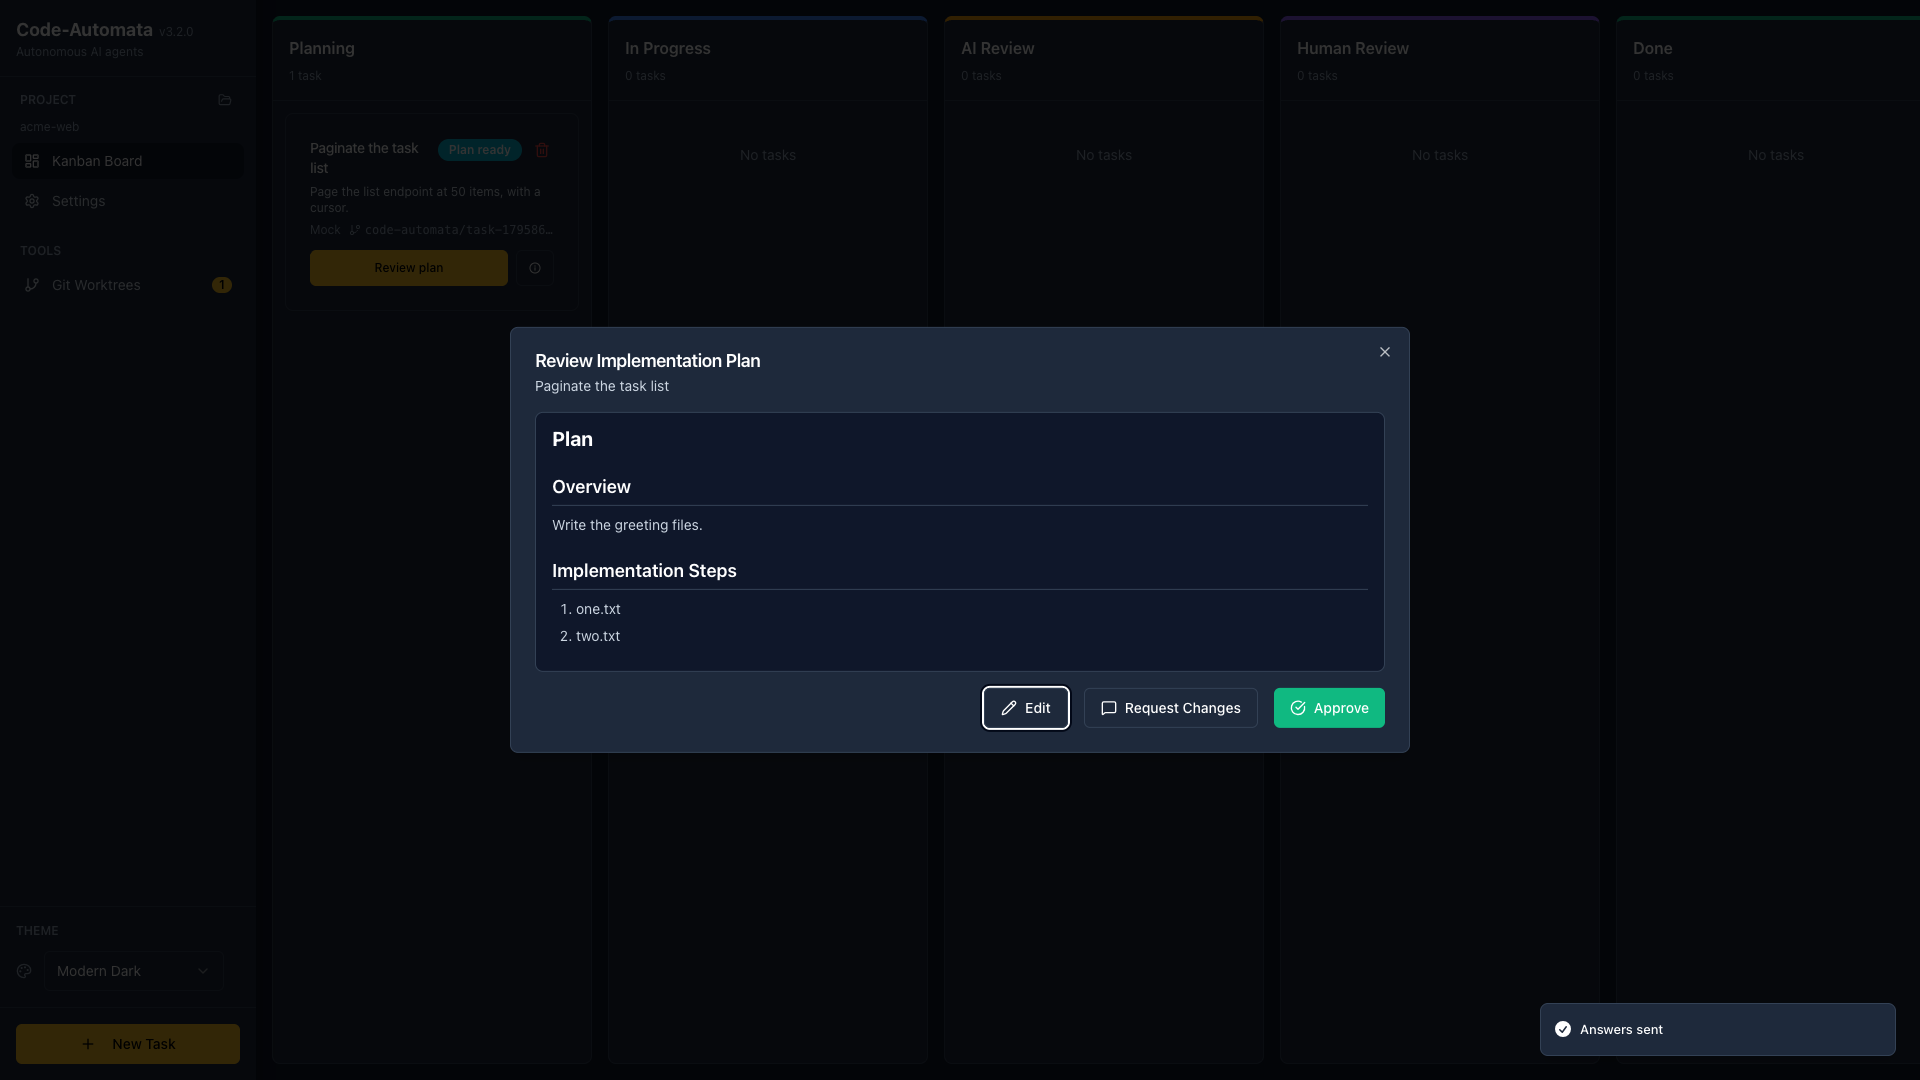 Code-Automata v3.2.0
Autonomous AI agents
PROJECT
acme-web
Kanban Board
Settings
TOOLS
Git Worktrees 1
THEME
Modern Dark
New Task
Planning
1 task
Paginate the task list
Plan ready
Page the list endpoint at 50 items, with a
cursor.
Mock code-automata/task-179586…
Review plan
In Progress
0 tasks
No tasks
AI Review
0 tasks
No tasks
Human Review
0 tasks
No tasks
Done
0 tasks
No tasks
Review Implementation Plan
Paginate the task list
Plan
Overview
Write the greeting files.
Implementation Steps
1. one.txt
2. two.txt
Edit
Request Changes
Approve
Answers sent